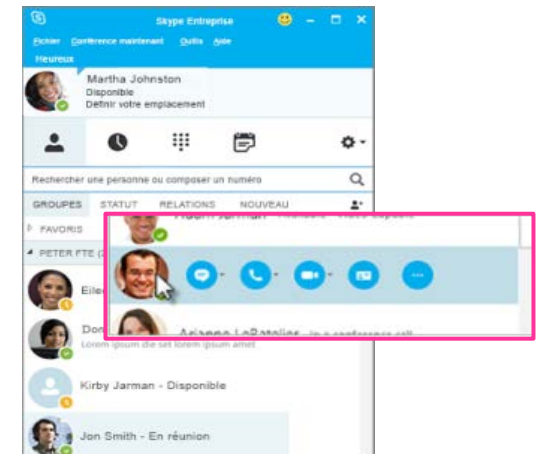 Skype Entreprise
Fichier Conférence maintenant Outils Aide
Heureux
Martha Johnston
Disponible
Définir votre emplacement
Rechercher une personne ou composer un numéro
GROUPES STATUT RELATIONS NOUVEAU
FAVORIS
PETER FTE
Kirby Jarman - Disponible
Lorem ipsum die set lorem ipsum amet
Jon Smith - En réunion